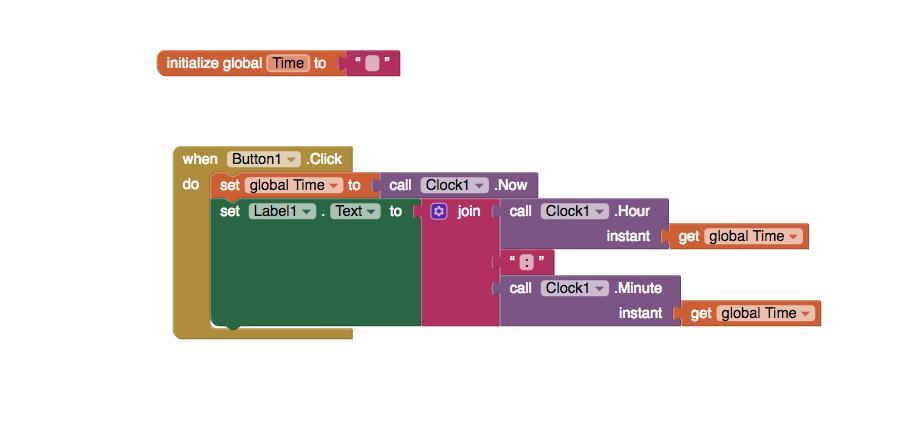 initialize global Time to “ ”
when Button1 .Click
do set global Time to call Clock1 .Now
set Label1 . Text to join call Clock1 .Hour
instant get global Time
“ : ”
call Clock1 .Minute
instant get global Time